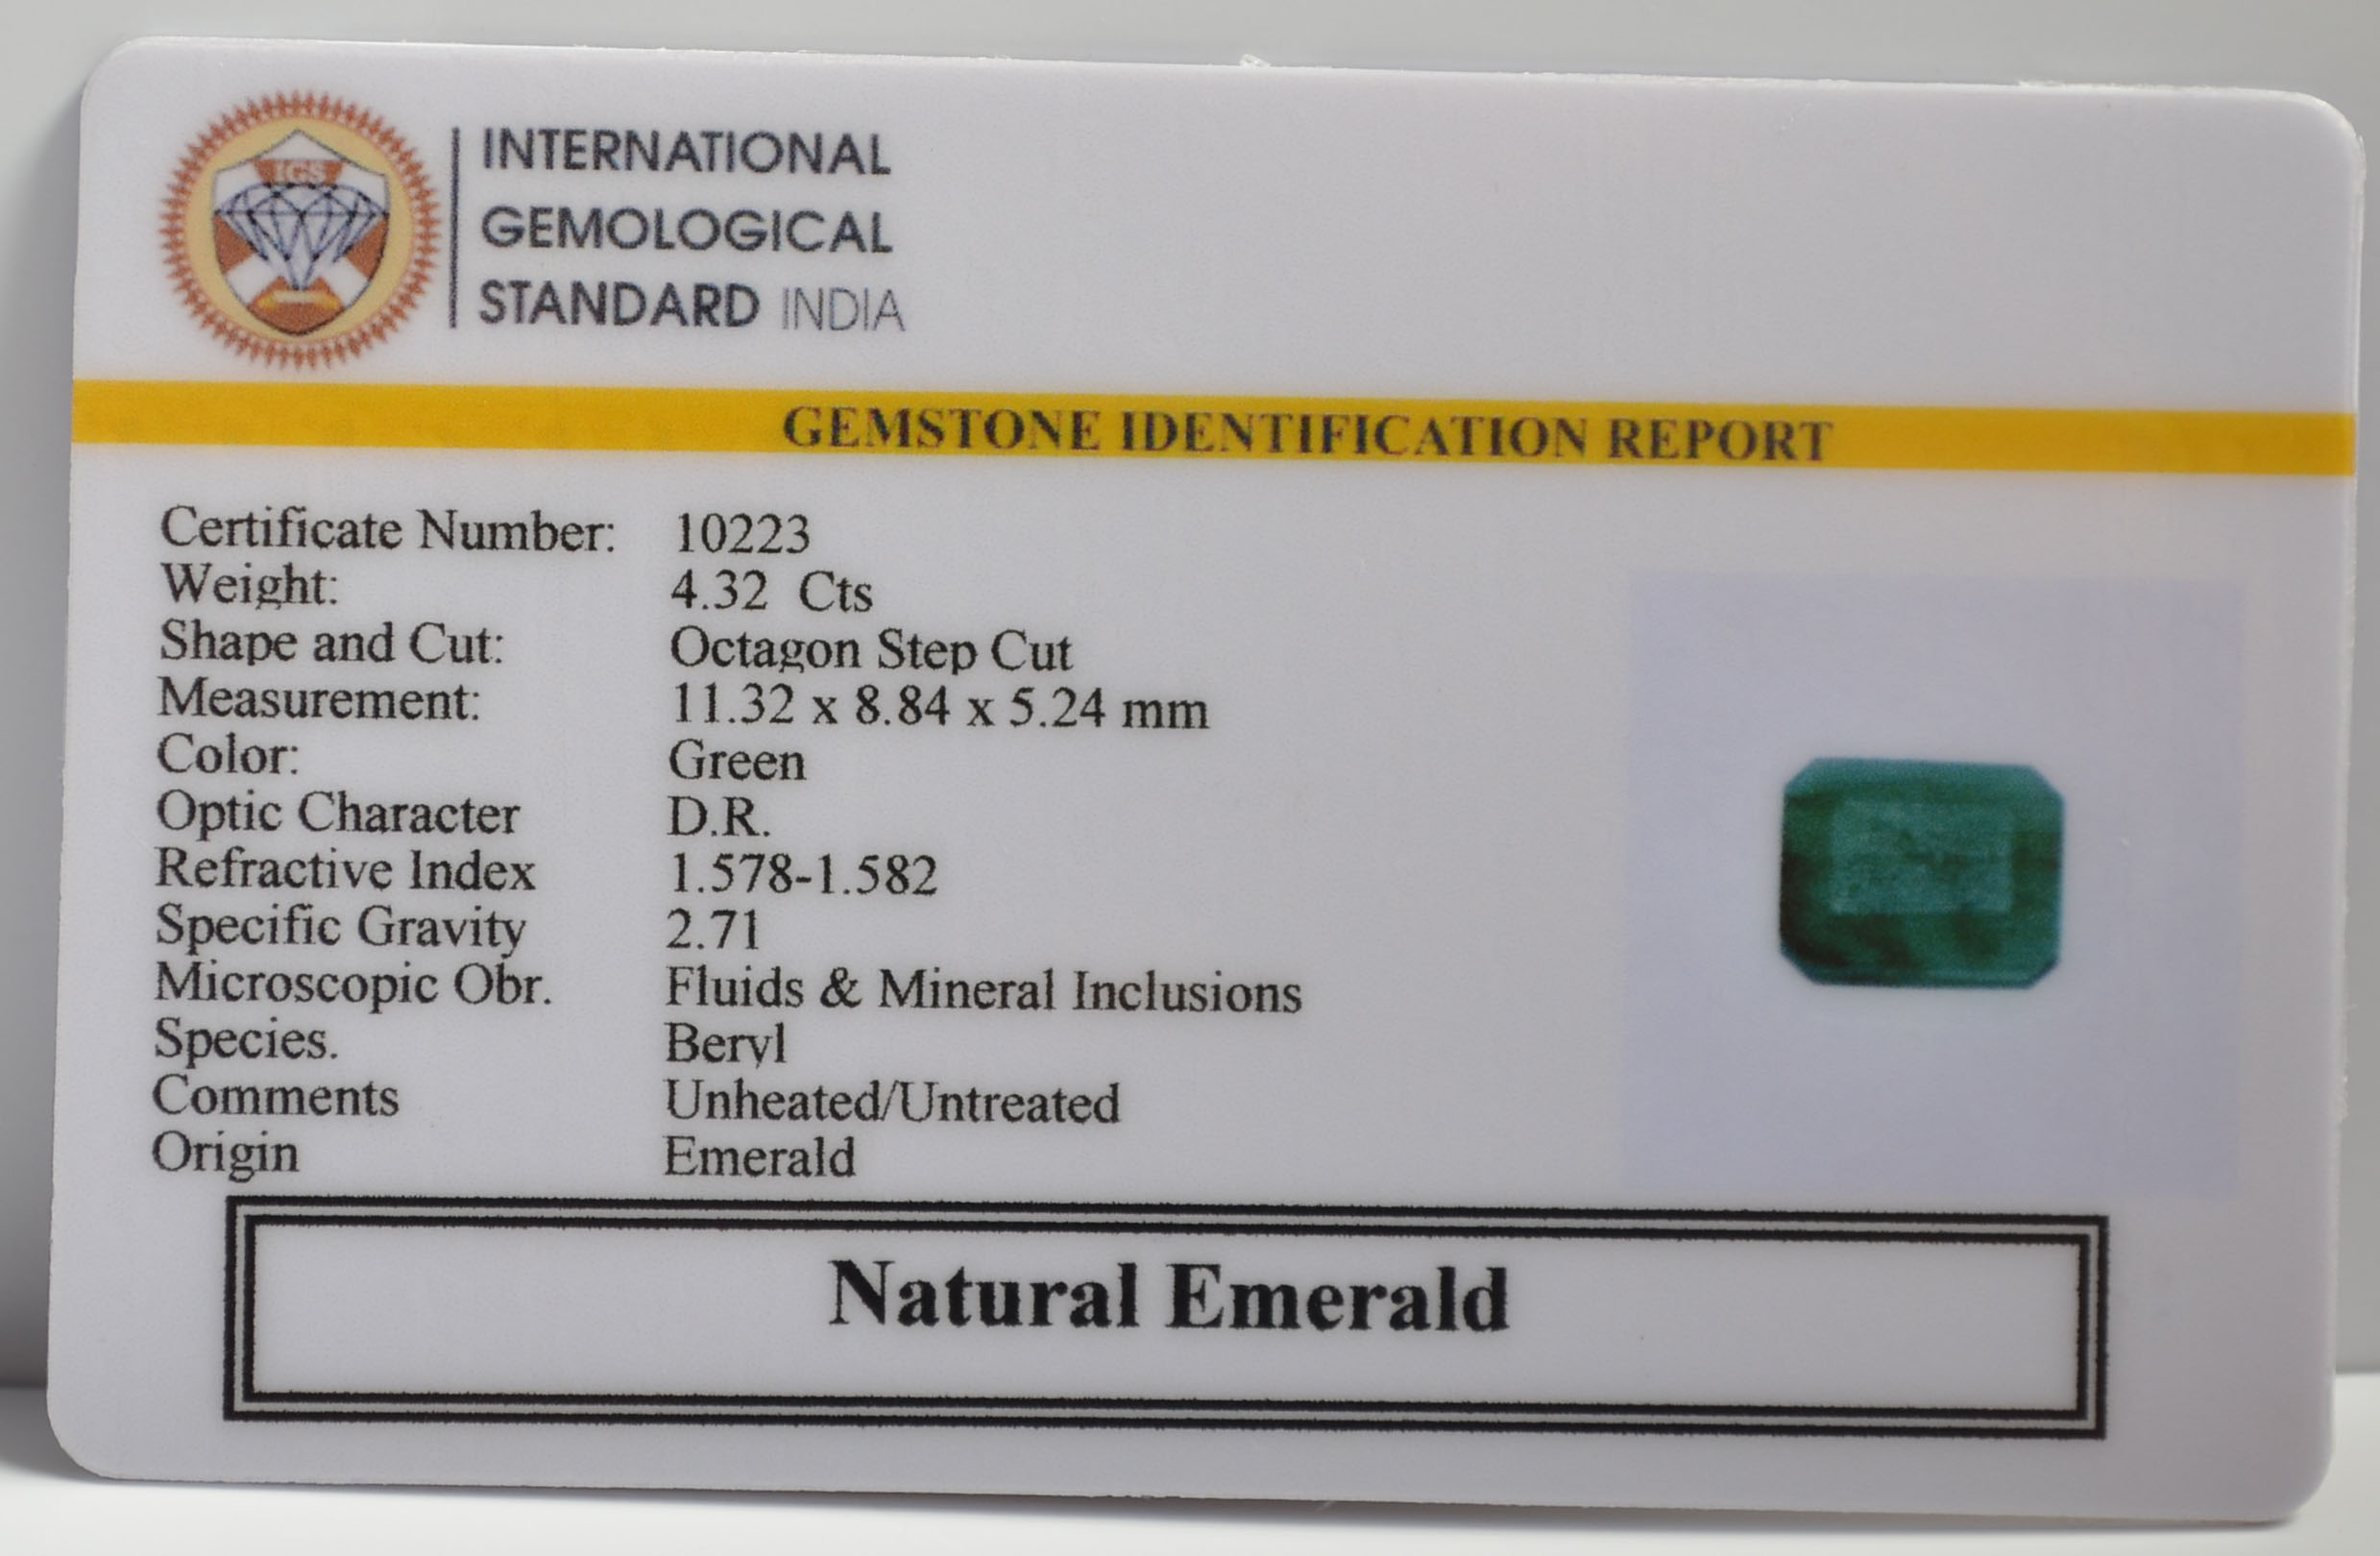 IGS
INTERNATIONAL
GEMOLOGICAL
STANDARD INDIA
GEMSTONE IDENTIFICATION REPORT
Certificate Number: 10223
Weight: 4.32 Cts
Shape and Cut: Octagon Step Cut
Measurement: 11.32 x 8.84 x 5.24 mm
Color: Green
Optic Character D.R.
Refractive Index 1.578-1.582
Specific Gravity 2.71
Microscopic Obr. Fluids & Mineral Inclusions
Species. Beryl
Comments Unheated/Untreated
Origin Emerald
Natural Emerald